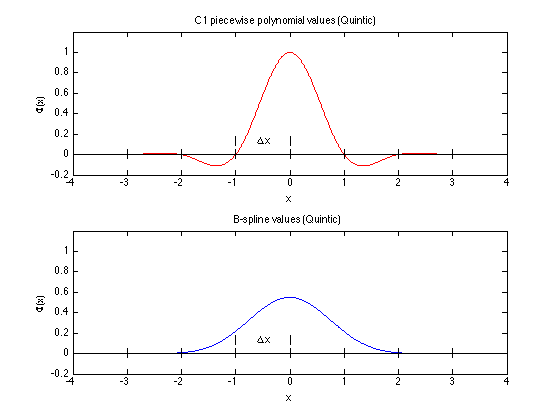 C1 piecewise polynomial values (Quintic)
1
0.8
0.6
0.4
0.2
0
-0.2
Φ(x)
Δx
-4 -3 -2 -1 0 1 2 3 4
x
B-spline values (Quintic)
1
0.8
0.6
0.4
0.2
0
-0.2
Φ(x)
Δx
-4 -3 -2 -1 0 1 2 3 4
x